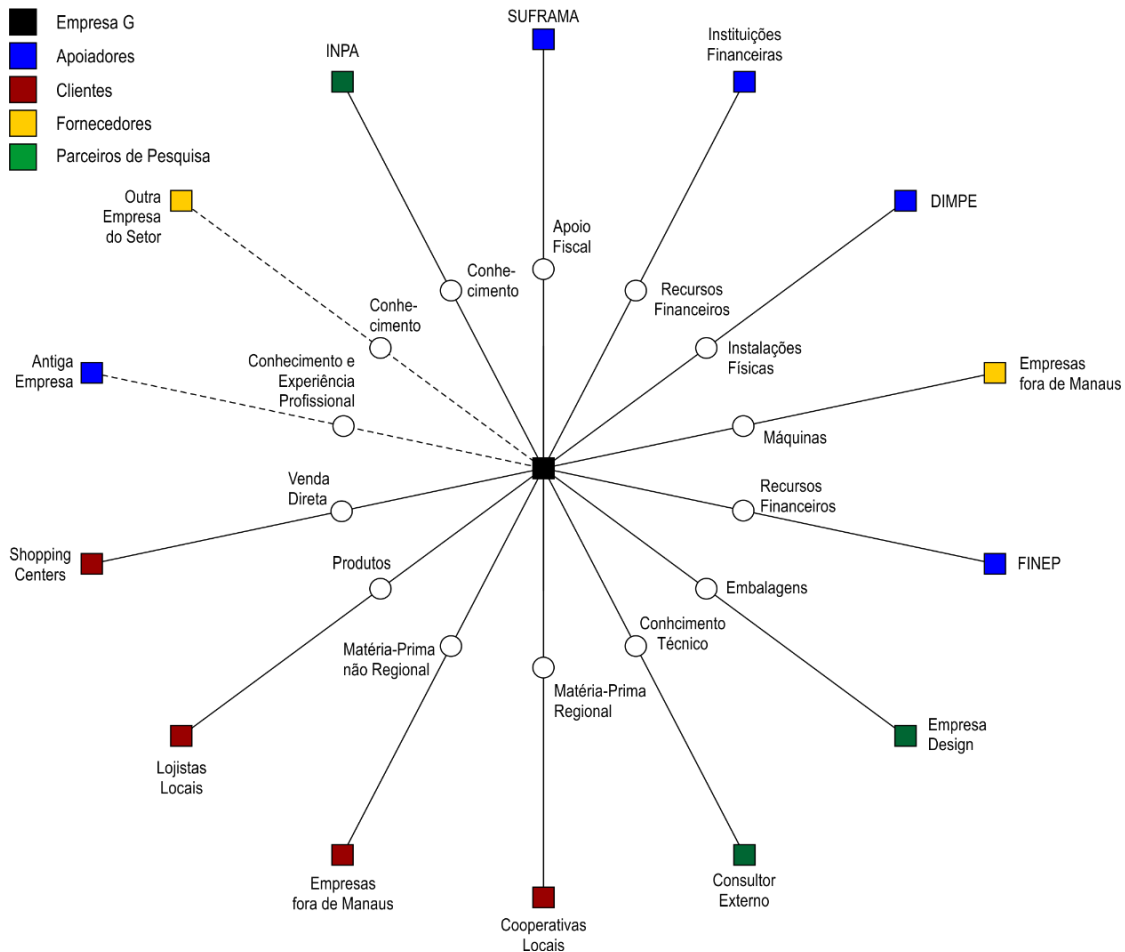 Empresa G
Apoiadores
Clientes
Fornecedores
Parceiros de Pesquisa
SUFRAMA
INPA
Instituições
Financeiras
Outra
Empresa
do Setor
DIMPE
Apoio
Fiscal
Conhe-
cimento
Recursos
Financeiros
Conhe-
cimento
Instalações
Físicas
Antiga
Empresa
Conhecimento e
Experiência
Profissional
Empresas
fora de Manaus
Máquinas
Venda
Direta
Recursos
Financeiros
Shopping
Centers
Produtos
Embalagens
FINEP
Matéria-Prima
não Regional
Conhcimento
Técnico
Matéria-Prima
Regional
Lojistas
Locais
Empresa
Design
Empresas
fora de Manaus
Cooperativas
Locais
Consultor
Externo